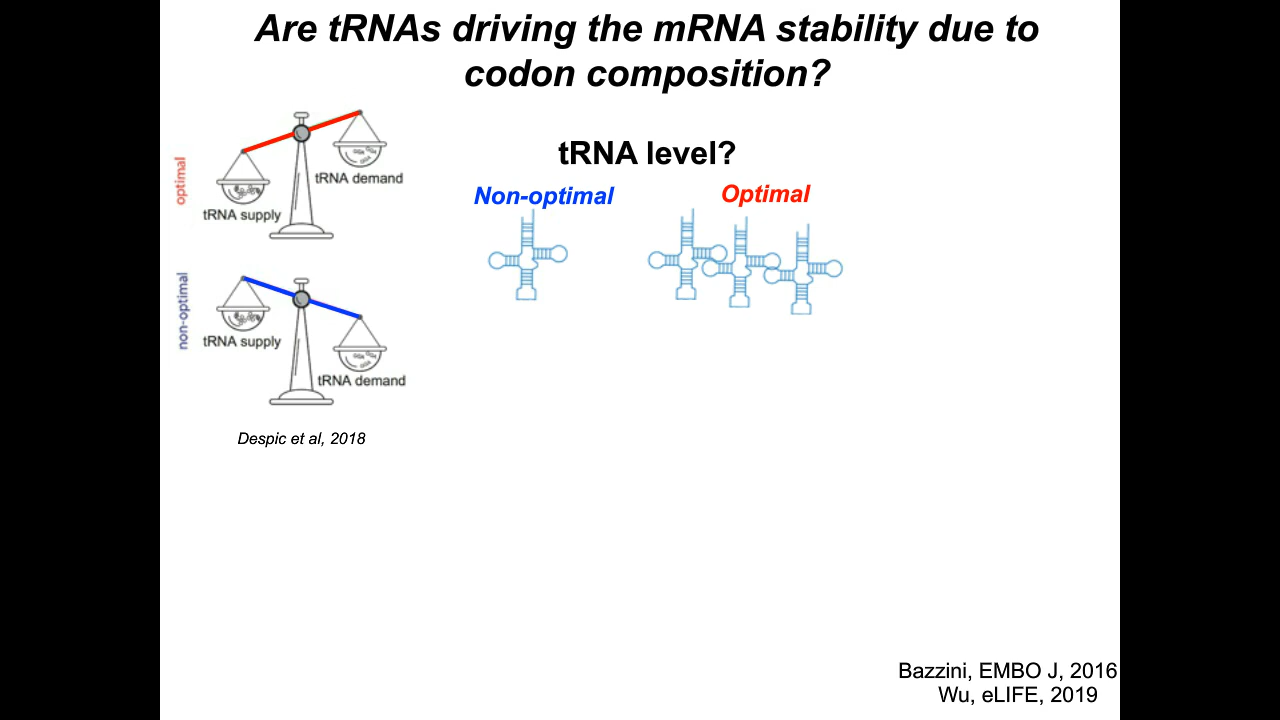 Are tRNAs driving the mRNA stability due to
codon composition?
optimal
tRNA supply
tRNA demand
non-optimal
tRNA supply
tRNA demand
Despic et al, 2018
tRNA level?
Non-optimal
Optimal
Bazzini, EMBO J, 2016
Wu, eLIFE, 2019